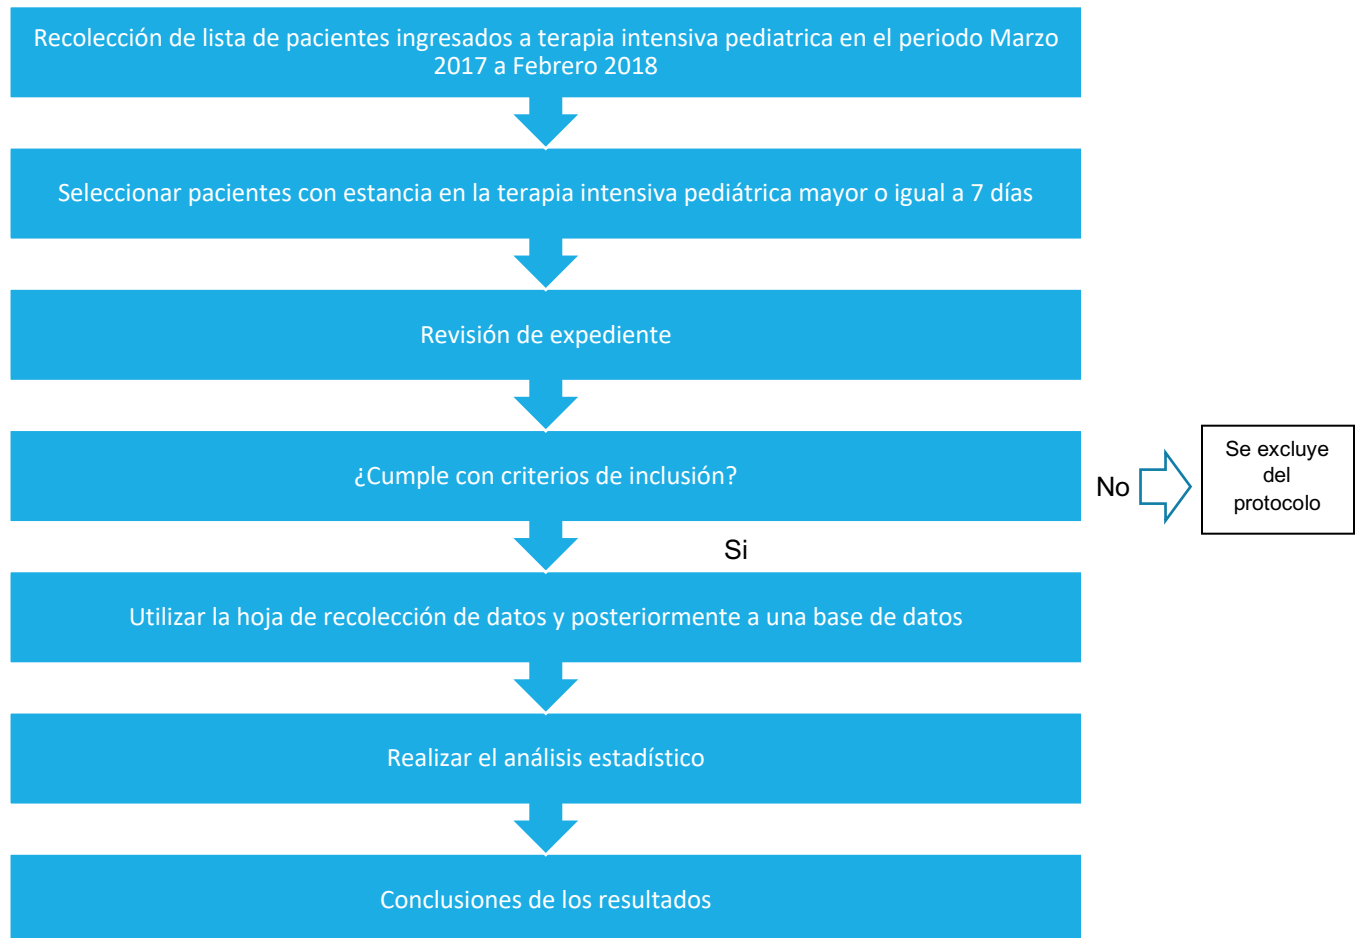 Recolección de lista de pacientes ingresados a terapia intensiva pediatrica en el periodo Marzo
2017 a Febrero 2018
Seleccionar pacientes con estancia en la terapia intensiva pediátrica mayor o igual a 7 días
Revisión de expediente
¿Cumple con criterios de inclusión?
No
Se excluye
del
protocolo
Si
Utilizar la hoja de recolección de datos y posteriormente a una base de datos
Realizar el análisis estadístico
Conclusiones de los resultados